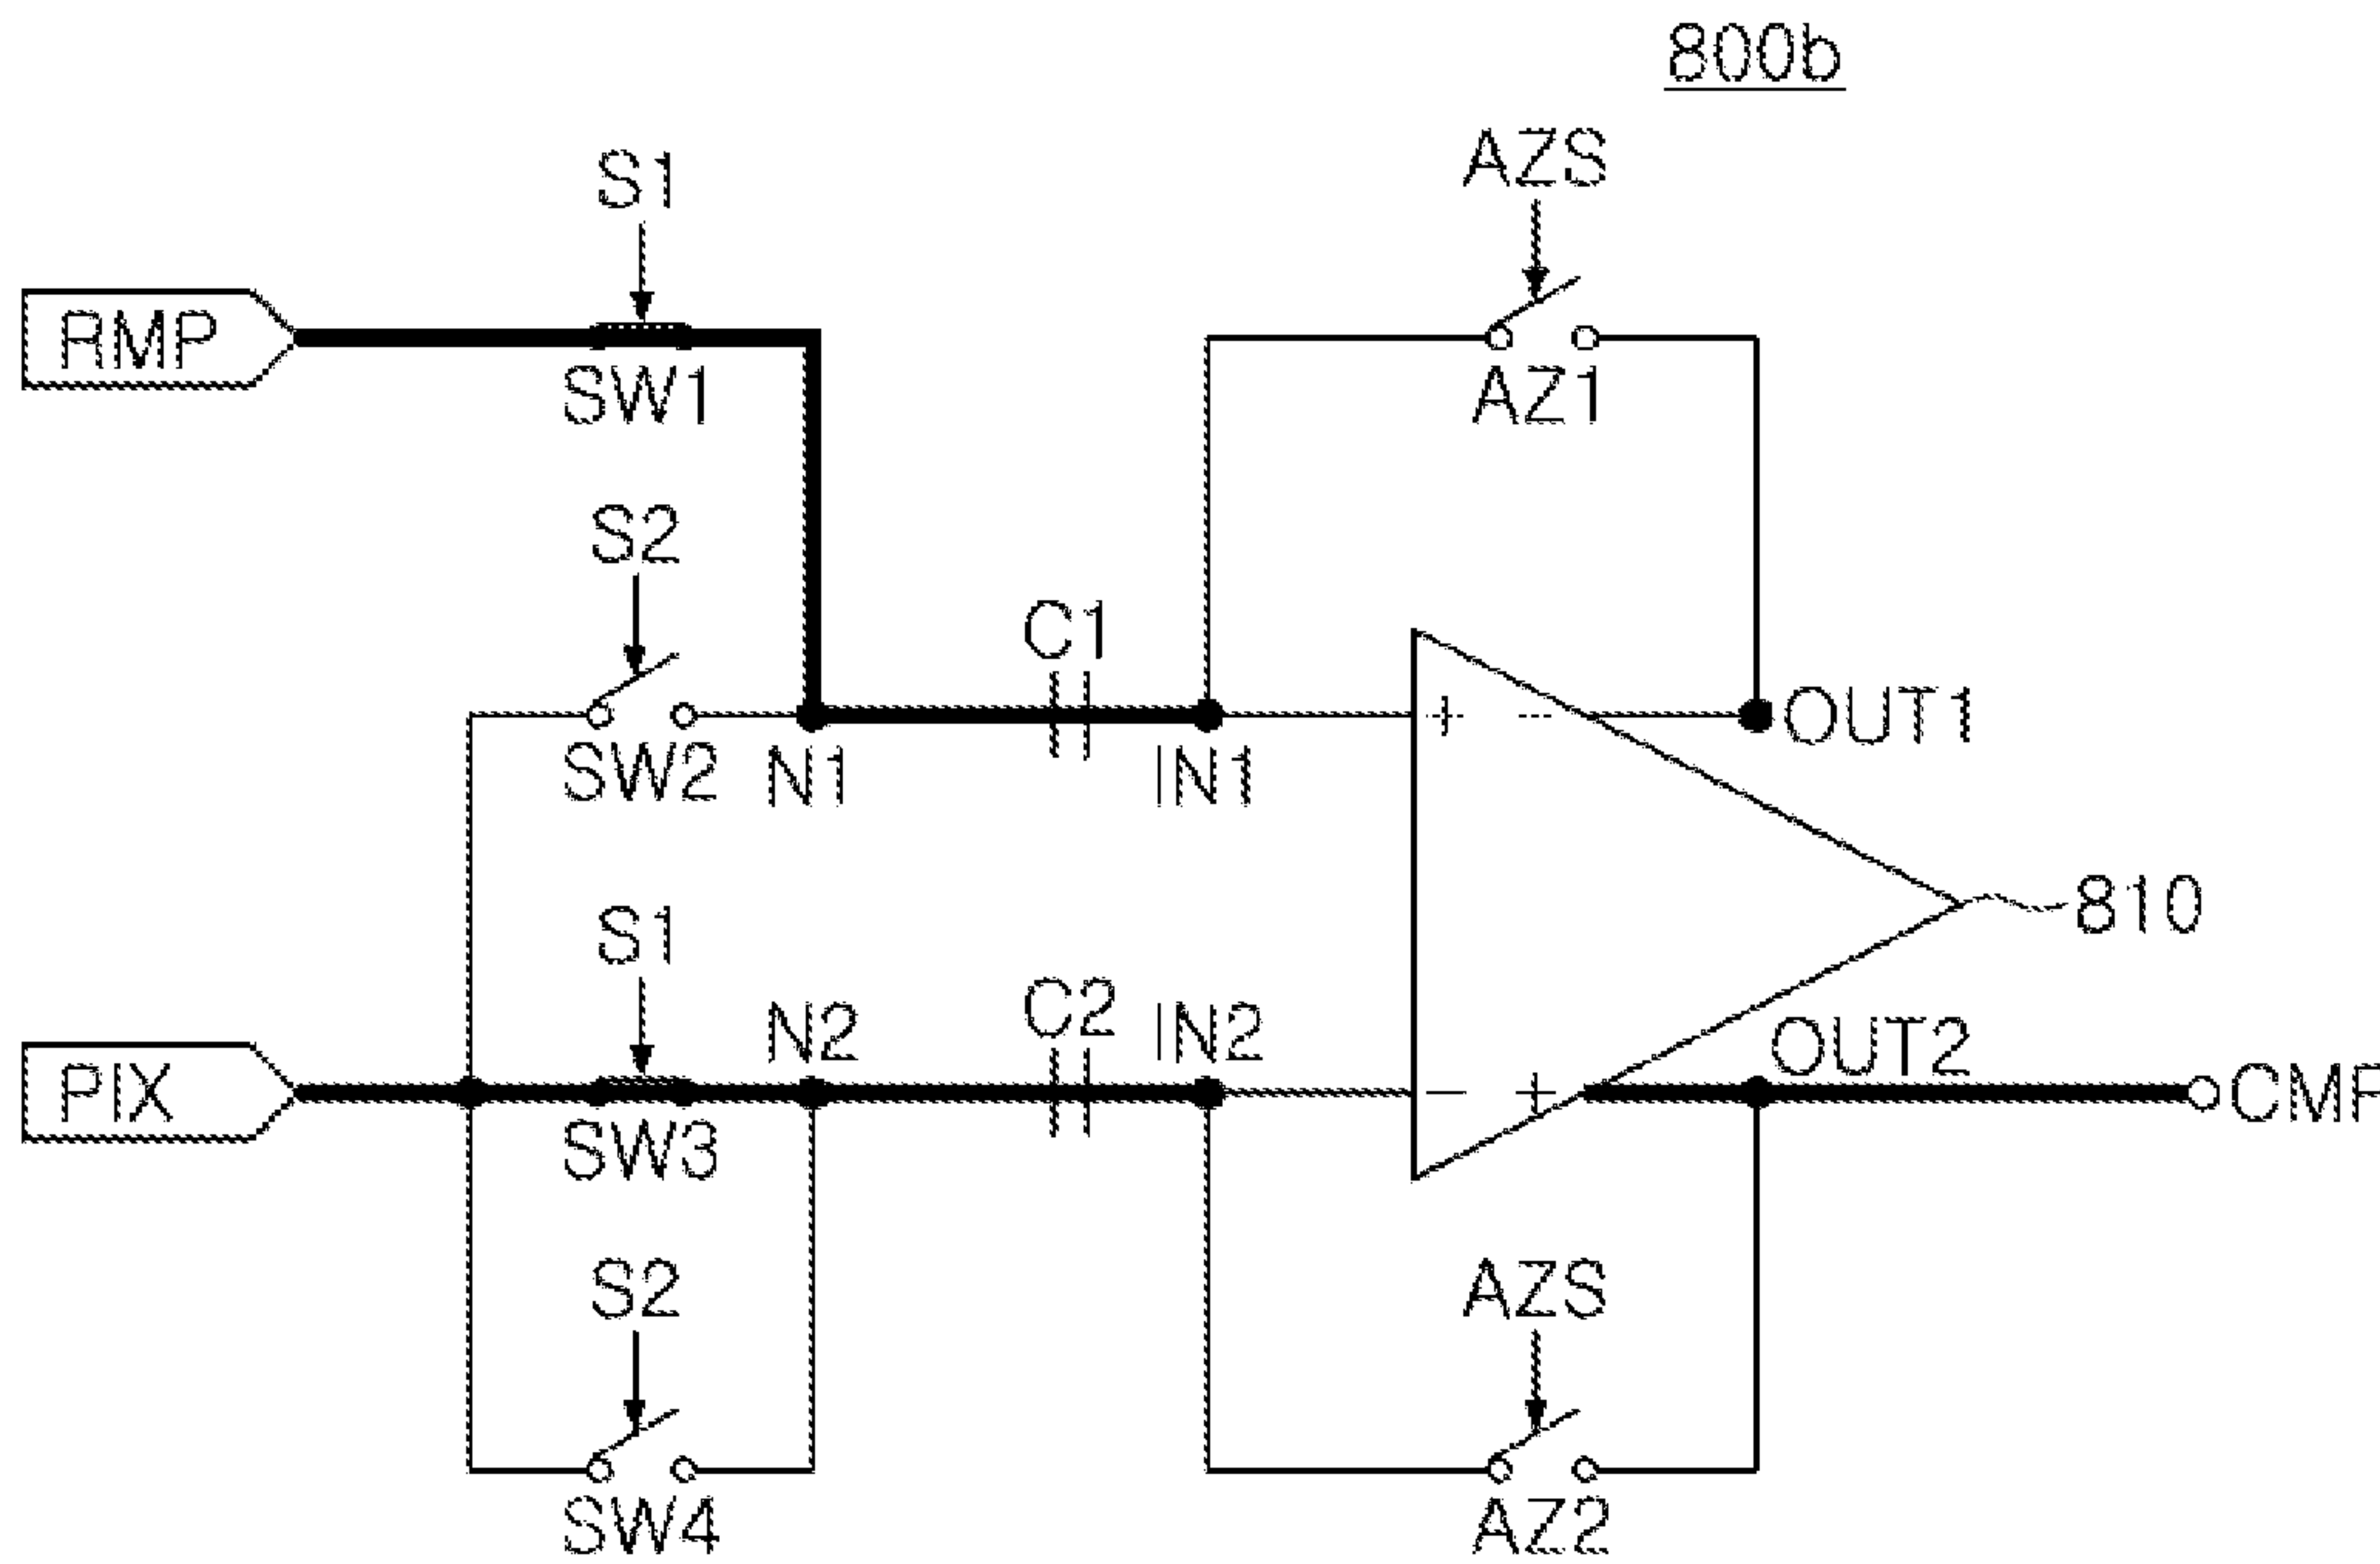 800b
S1
AZS
RMP
SW1
AZ1
S2
C1
+ -
OUT1
SW2
N1
IN1
810
S1
N2
C2
IN2
OUT2
PIX
- +
CMP
SW3
S2
AZS
SW4
AZ2